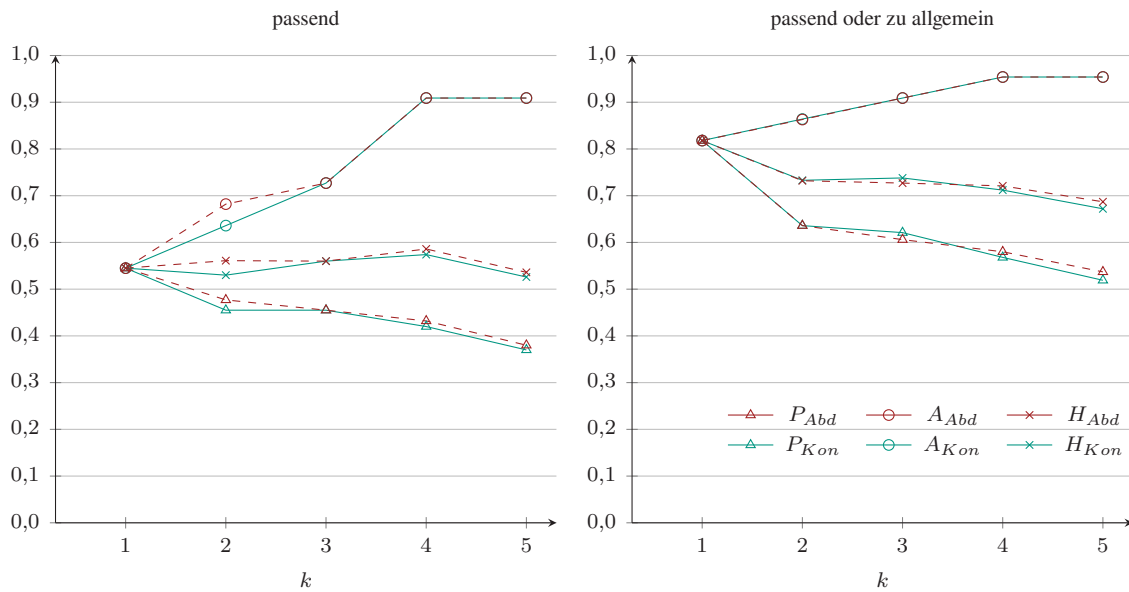 passend
1,0
0,9
0,8
0,7
0,6
0,5
0,4
0,3
0,2
0,1
0,0
1 2 3 4 5
k
passend oder zu allgemein
1,0
0,9
0,8
0,7
0,6
0,5
0,4
0,3
0,2
0,1
0,0
P_Abd A_Abd H_Abd
P_Kon A_Kon H_Kon
1 2 3 4 5
k